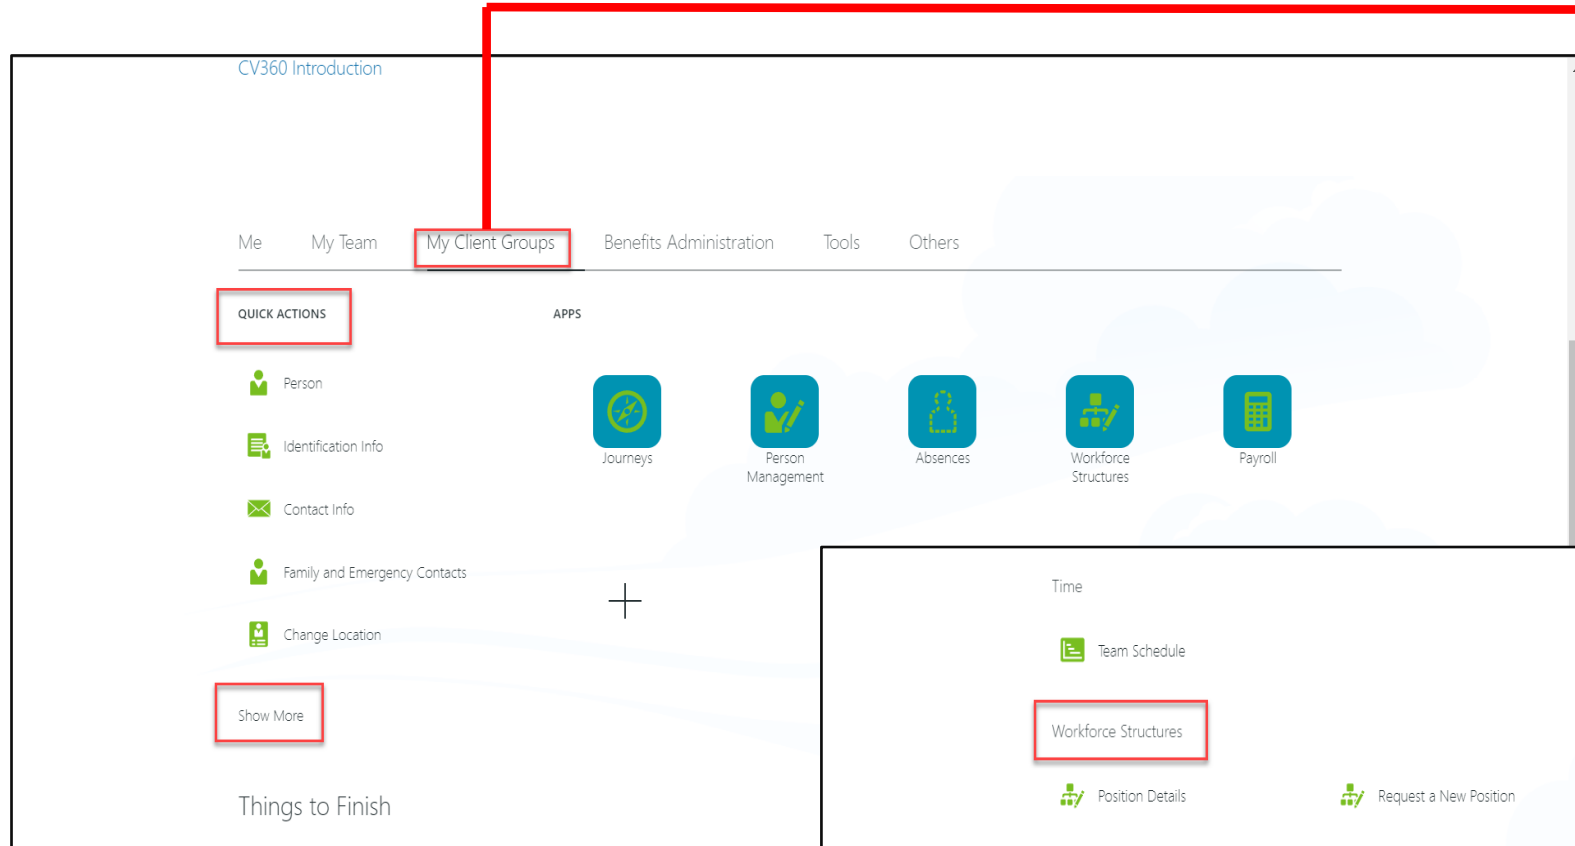 CV360 Introduction
Me My Team My Client Groups Benefits Administration Tools Others
QUICK ACTIONS
APPS
Person
Identification Info
Contact Info
Family and Emergency Contacts
Change Location
Show More
Journeys
Person
Management
Absences
Workforce
Structures
Payroll
Things to Finish
Time
Team Schedule
Workforce Structures
Position Details
Request a New Position